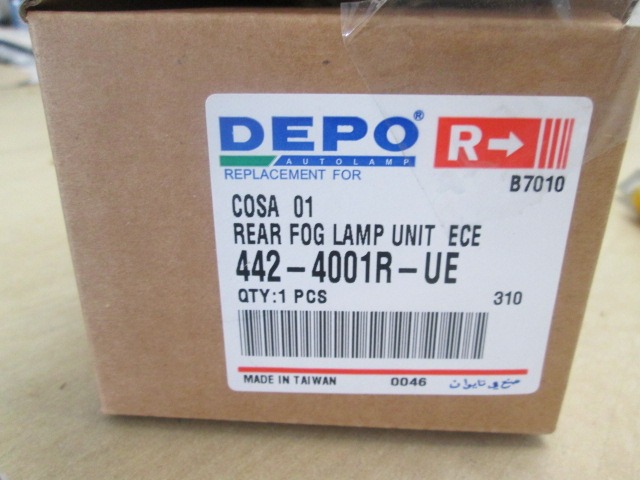 DEPO® R→
AUTOLAMP
REPLACEMENT FOR
B7010
COSA 01
REAR FOG LAMP UNIT ECE
442-4001R-UE
QTY:1 PCS 310
MADE IN TAIWAN 0046 صنع في تايوان